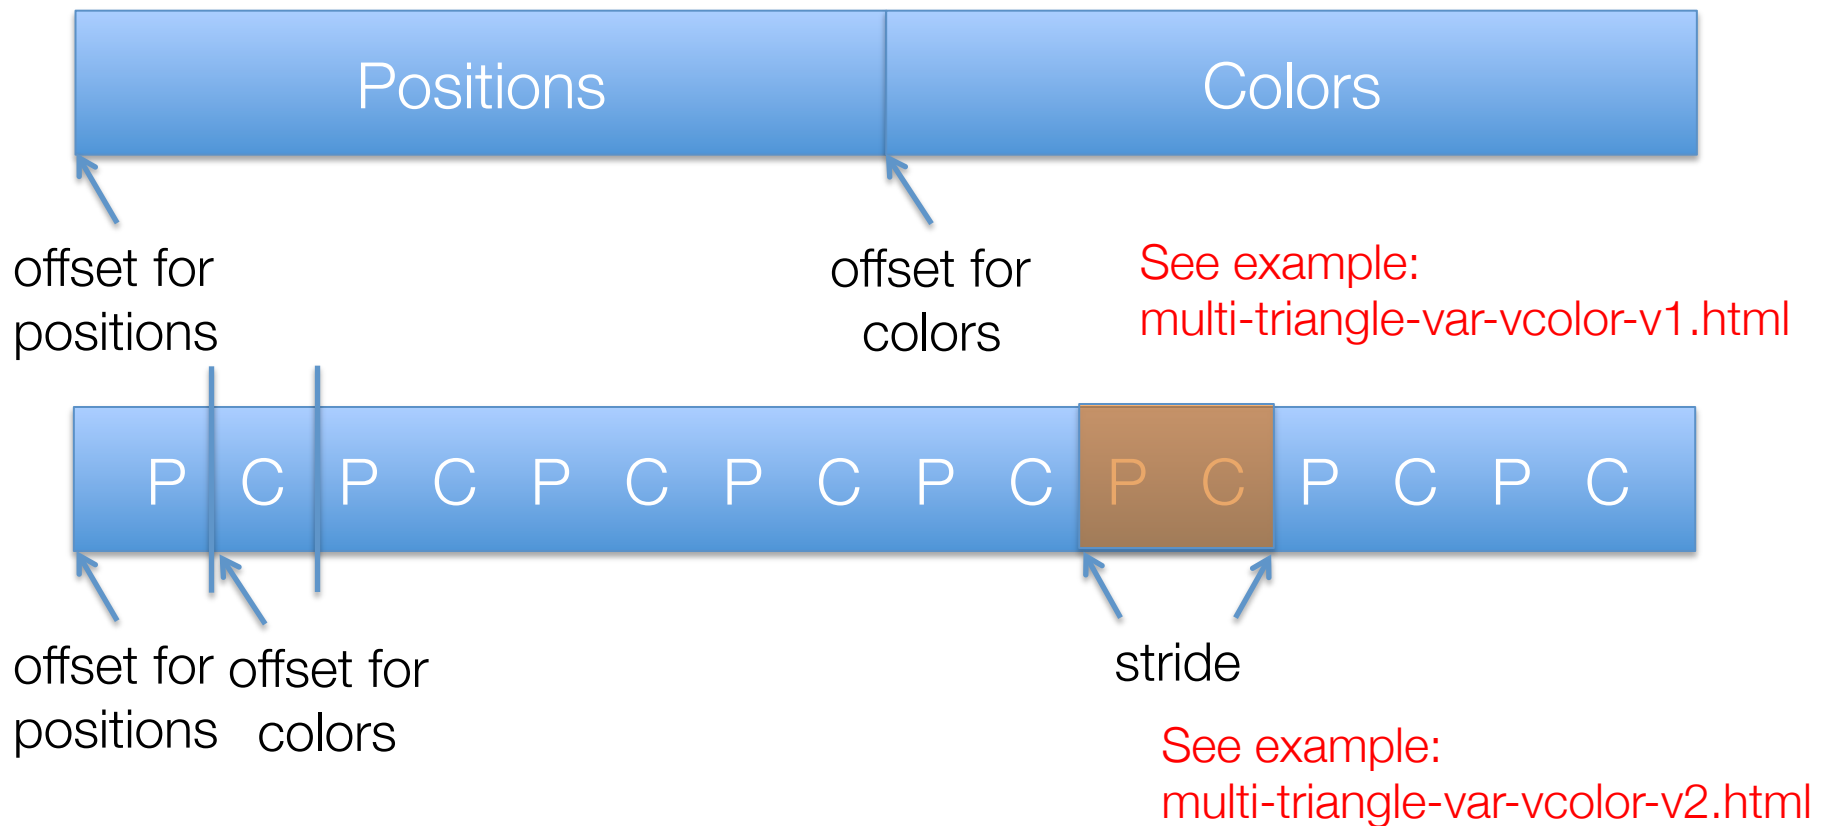 Positions
Colors
offset for
positions
offset for
colors
See example:
multi-triangle-var-vcolor-v1.html
P C P C P C P C P C P C P C P C
offset for
positions
offset for
colors
stride
See example:
multi-triangle-var-vcolor-v2.html